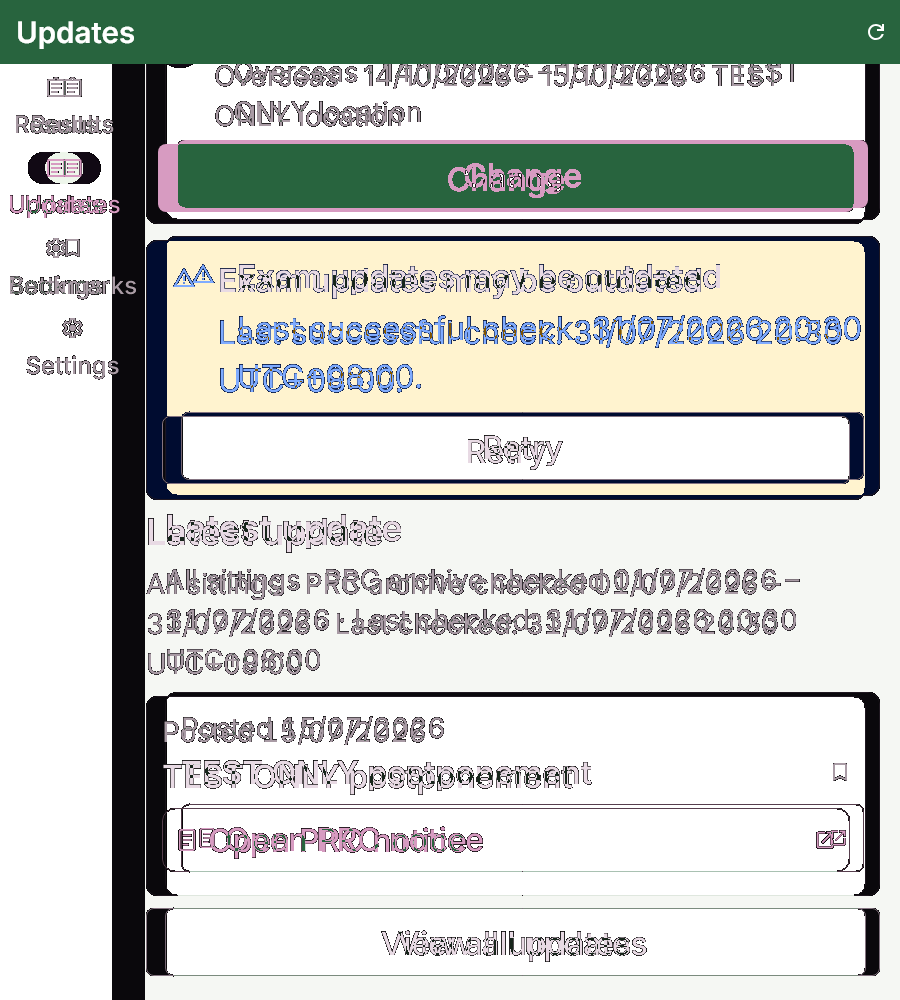 Updates
Overseas · 14/10/2026 – 15/10/2026 · TEST
ONLY location
Results
Change
Updates
Exam updates may be outdated
Bookmarks
Settings
Last successful check: 31/07/2026 20:30
Settings
UTC+08:00.
Retry
Latest update
All sittings · PRC archive checked 01/07/2026 –
31/07/2026 · Last checked: 31/07/2026 20:30
UTC+08:00
Posted 15/07/2026
TEST ONLY postponement
Open PRC notice
View all updates